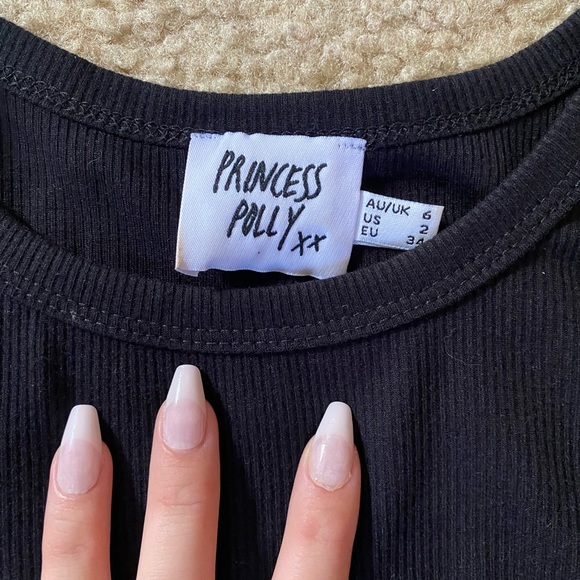 PRINCESS
POLLY xx
AU/UK 6
US 2
EU 34